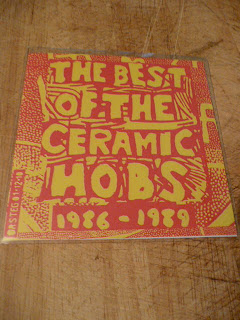 THE BEST
OF THE
CERAMIC
HOBS
1986 - 1989